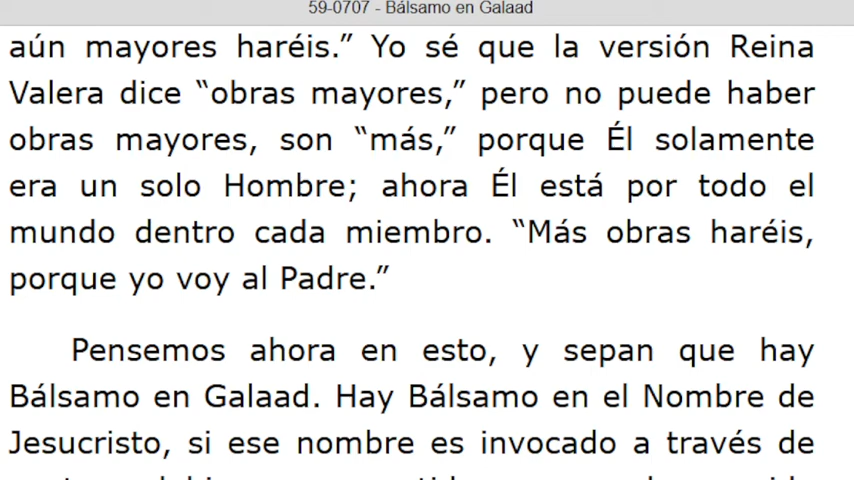 59-0707 - Bálsamo en Galaad
aún mayores haréis.” Yo sé que la versión Reina
Valera dice “obras mayores,” pero no puede haber
obras mayores, son “más,” porque Él solamente
era un solo Hombre; ahora Él está por todo el
mundo dentro cada miembro. “Más obras haréis,
porque yo voy al Padre.”
Pensemos ahora en esto, y sepan que hay
Bálsamo en Galaad. Hay Bálsamo en el Nombre de
Jesucristo, si ese nombre es invocado a través de